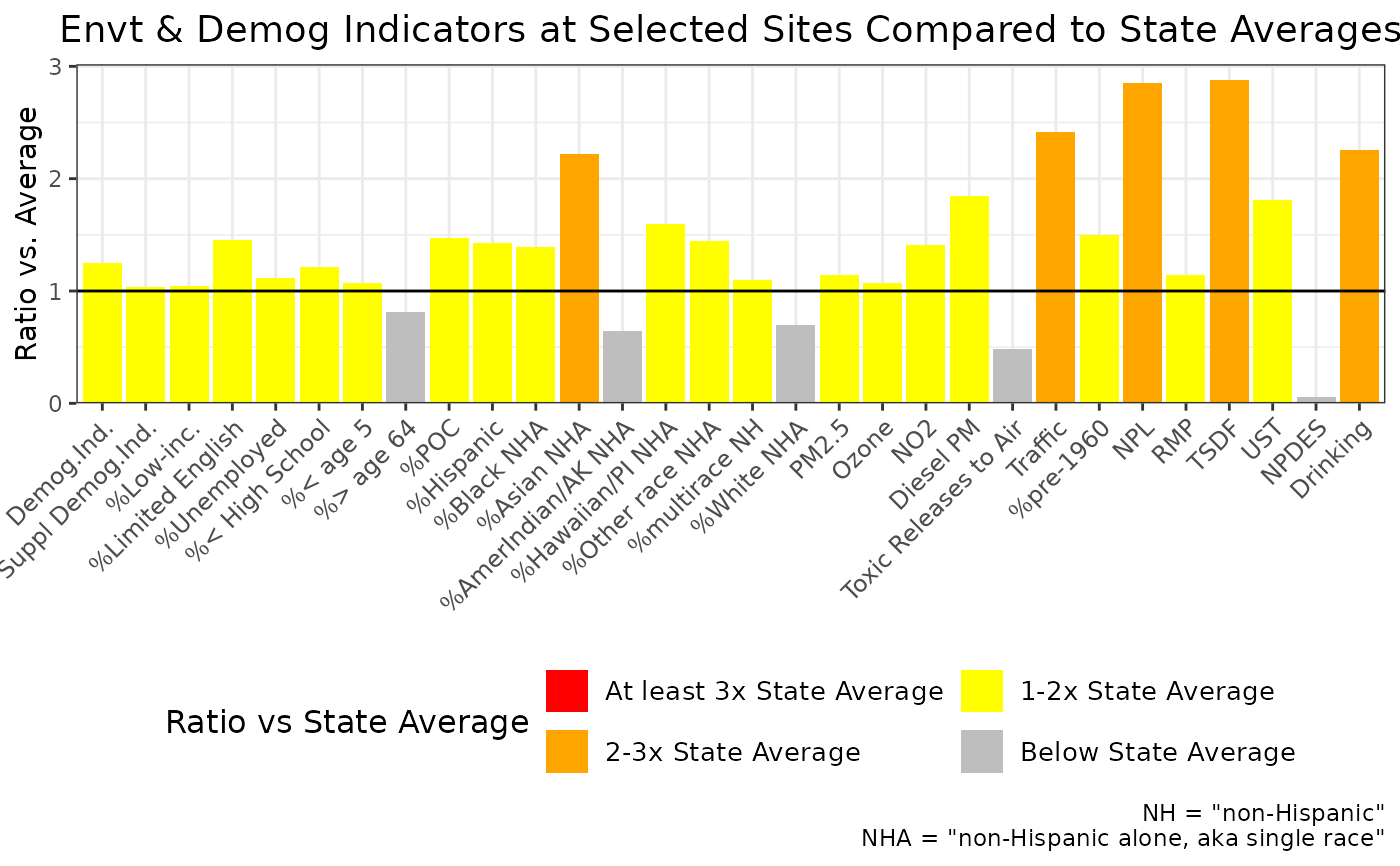 Envt & Demog Indicators at Selected Sites Compared to State Averages
Ratio vs. Average
3
2
1
0
Demog.Ind.
Suppl Demog.Ind.
%Low-inc.
%Limited English
%Unemployed
%< High School
%< age 5
%> age 64
%POC
%Hispanic
%Black NHA
%Asian NHA
%AmerIndian/AK NHA
%Hawaiian/PI NHA
%Other race NHA
%multirace NH
%White NHA
PM2.5
Ozone
NO2
Diesel PM
Toxic Releases to Air
Traffic
%pre-1960
NPL
RMP
TSDF
UST
NPDES
Drinking
Ratio vs State Average
At least 3x State Average
2-3x State Average
1-2x State Average
Below State Average
NH = "non-Hispanic"
NHA = "non-Hispanic alone, aka single race"